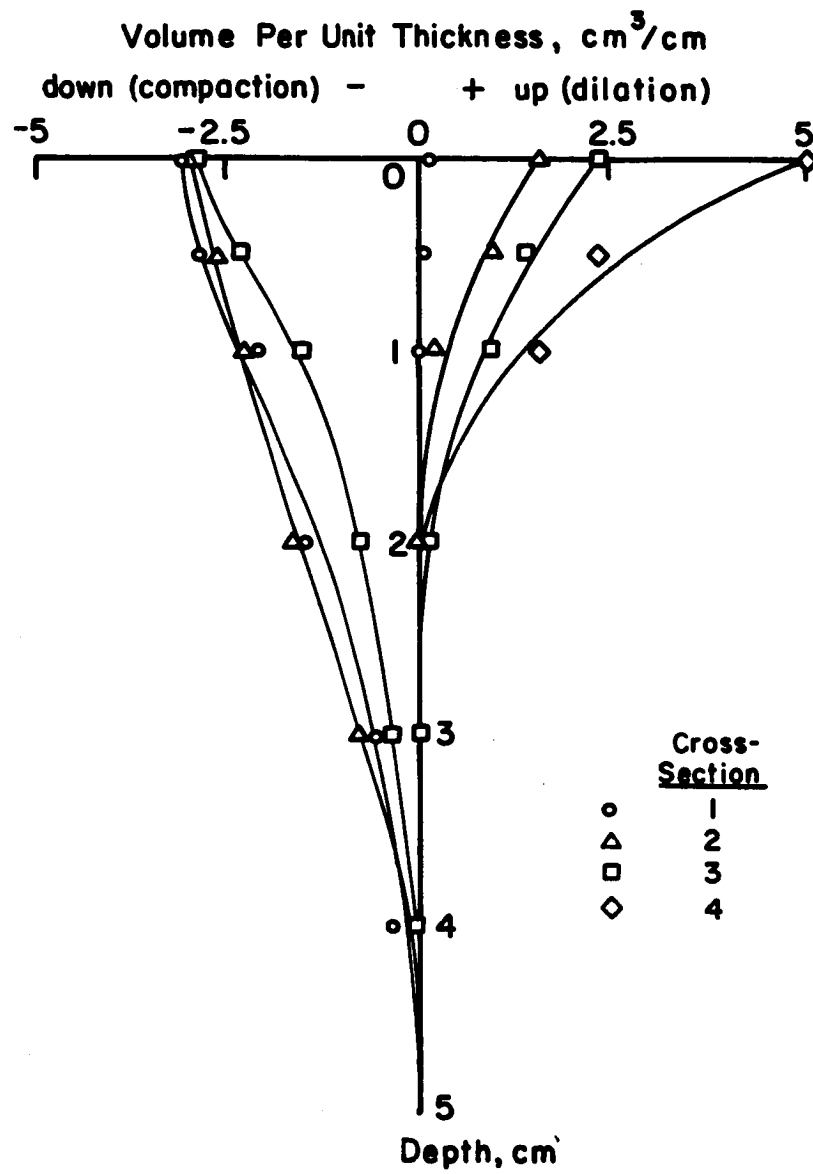 Volume Per Unit Thickness, cm³/cm
down (compaction) - + up (dilation)
-5 -2.5 0 2.5 5
0
1
2
3
4
5
Depth, cm
Cross-
Section
1
2
3
4